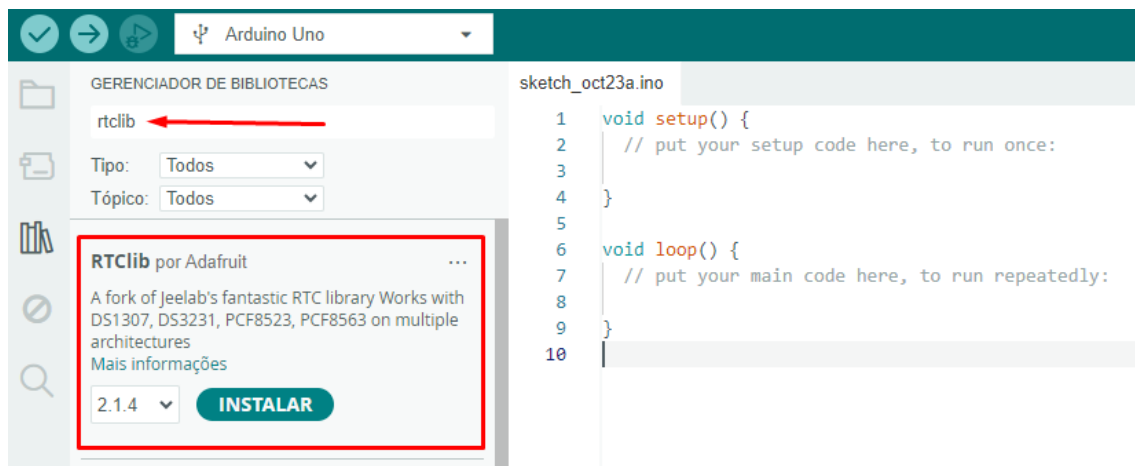 Arduino Uno
GERENCIADOR DE BIBLIOTECAS
rtclib
Tipo: Todos
Tópico: Todos
RTClib por Adafruit ...
A fork of Jeelab's fantastic RTC library Works with
DS1307, DS3231, PCF8523, PCF8563 on multiple
architectures
Mais informações
2.1.4 INSTALAR
sketch_oct23a.ino
1 void setup() {
2 // put your setup code here, to run once:
3
4 }
5
6 void loop() {
7 // put your main code here, to run repeatedly:
8
9 }
10